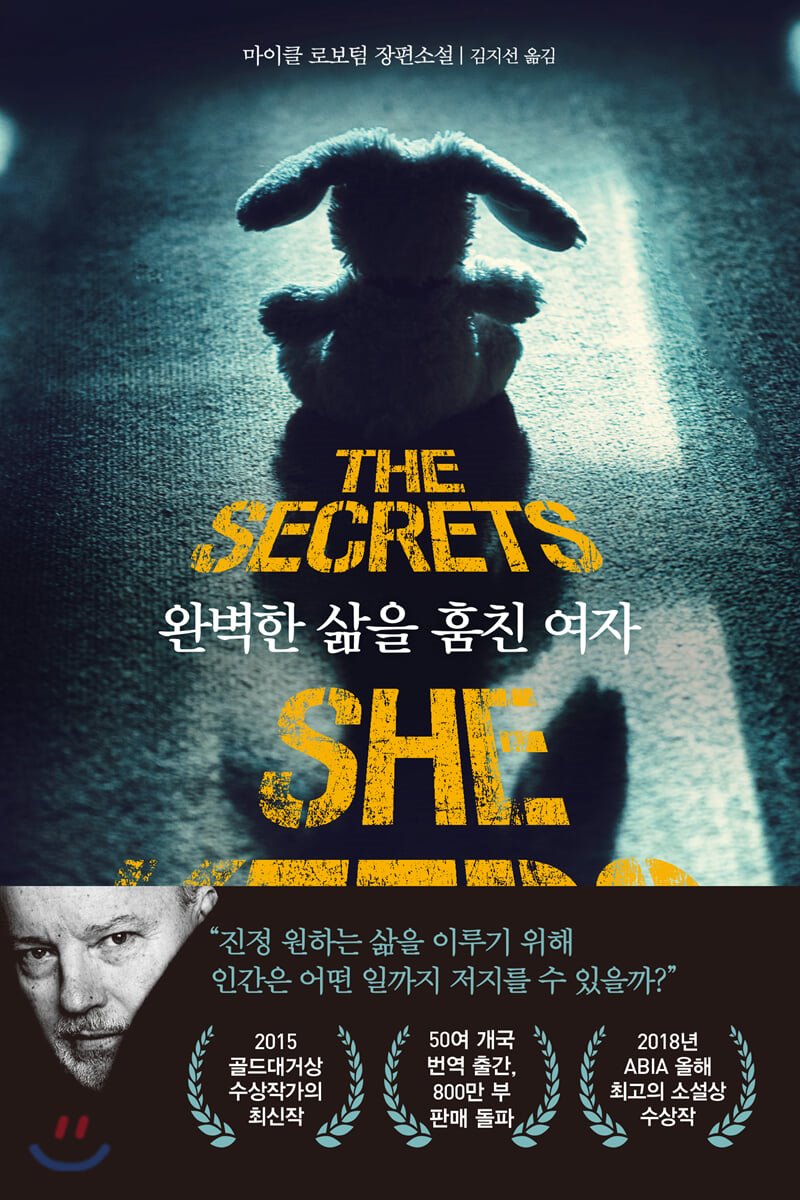 마이클 로보텀 장편소설 | 김지선 옮김
THE
SECRETS
완벽한 삶을 훔친 여자
SHE
“진정 원하는 삶을 이루기 위해
인간은 어떤 일까지 저지를 수 있을까?”
2015
골드대거상
수상작가의
최신작
50여 개국
번역 출간,
800만 부
판매 돌파
2018년
ABIA 올해
최고의 소설상
수상작